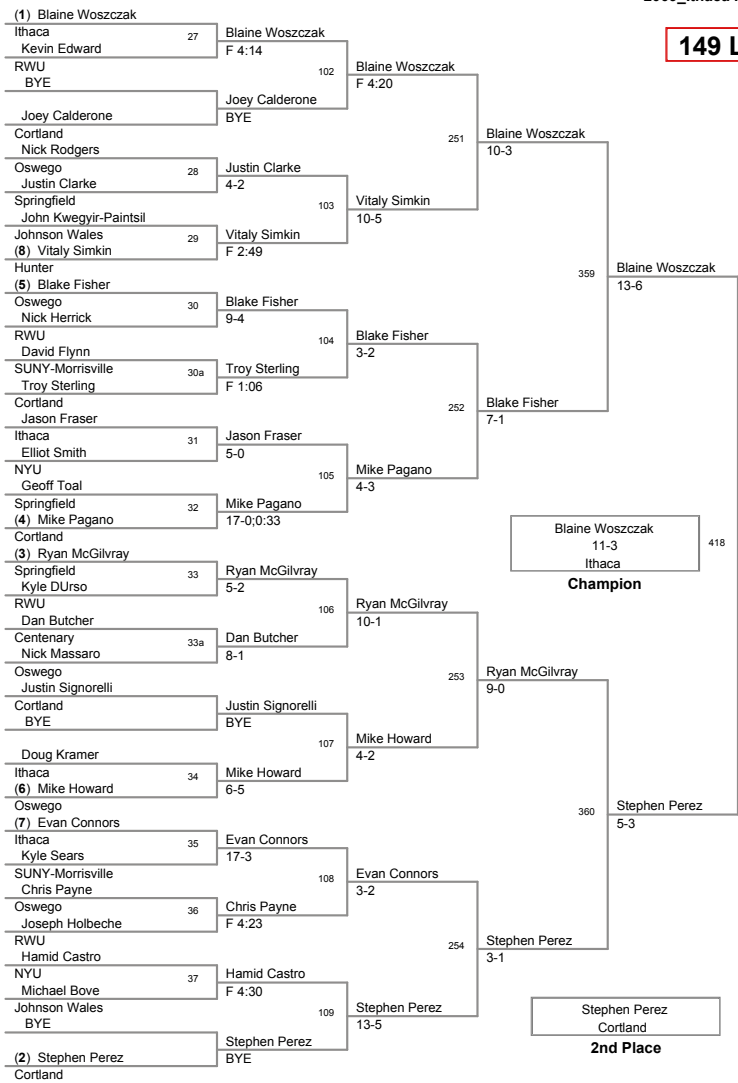 149 L
(1) Blaine Woszczak
Ithaca
27
Kevin Edward
RWU
BYE
Joey Calderone
Cortland
Nick Rodgers
Oswego
28
Justin Clarke
Springfield
John Kwegyir-Paintsil
Johnson Wales
29
(8) Vitaly Simkin
Hunter
(5) Blake Fisher
Oswego
30
Nick Herrick
RWU
David Flynn
SUNY-Morrisville
30a
Troy Sterling
Cortland
Jason Fraser
Ithaca
31
Elliot Smith
NYU
Geoff Toal
Springfield
32
(4) Mike Pagano
Cortland
(3) Ryan McGilvray
Springfield
33
Kyle DUrso
RWU
Dan Butcher
Centenary
33a
Nick Massaro
Oswego
Justin Signorelli
Cortland
BYE
Doug Kramer
Ithaca
34
(6) Mike Howard
Oswego
(7) Evan Connors
Ithaca
35
Kyle Sears
SUNY-Morrisville
Chris Payne
Oswego
36
Joseph Holbeche
RWU
Hamid Castro
NYU
37
Michael Bove
Johnson Wales
BYE
(2) Stephen Perez
Cortland
Blaine Woszczak
F 4:14
102
Joey Calderone
BYE
Justin Clarke
4-2
103
Vitaly Simkin
F 2:49
Blake Fisher
9-4
104
Troy Sterling
F 1:06
Jason Fraser
5-0
105
Mike Pagano
17-0;0:33
Ryan McGilvray
5-2
106
Dan Butcher
8-1
Justin Signorelli
BYE
107
Mike Howard
6-5
Evan Connors
17-3
108
Chris Payne
F 4:23
Hamid Castro
F 4:30
109
Stephen Perez
BYE
Blaine Woszczak
F 4:20
251
Vitaly Simkin
10-5
Blake Fisher
3-2
252
Mike Pagano
4-3
Ryan McGilvray
10-1
253
Mike Howard
4-2
Evan Connors
3-2
254
Stephen Perez
13-5
Blaine Woszczak
10-3
359
Blake Fisher
7-1
Ryan McGilvray
9-0
360
Stephen Perez
3-1
Blaine Woszczak
13-6
Stephen Perez
5-3
Blaine Woszczak
11-3
Ithaca
418
Champion
Stephen Perez
Cortland
2nd Place